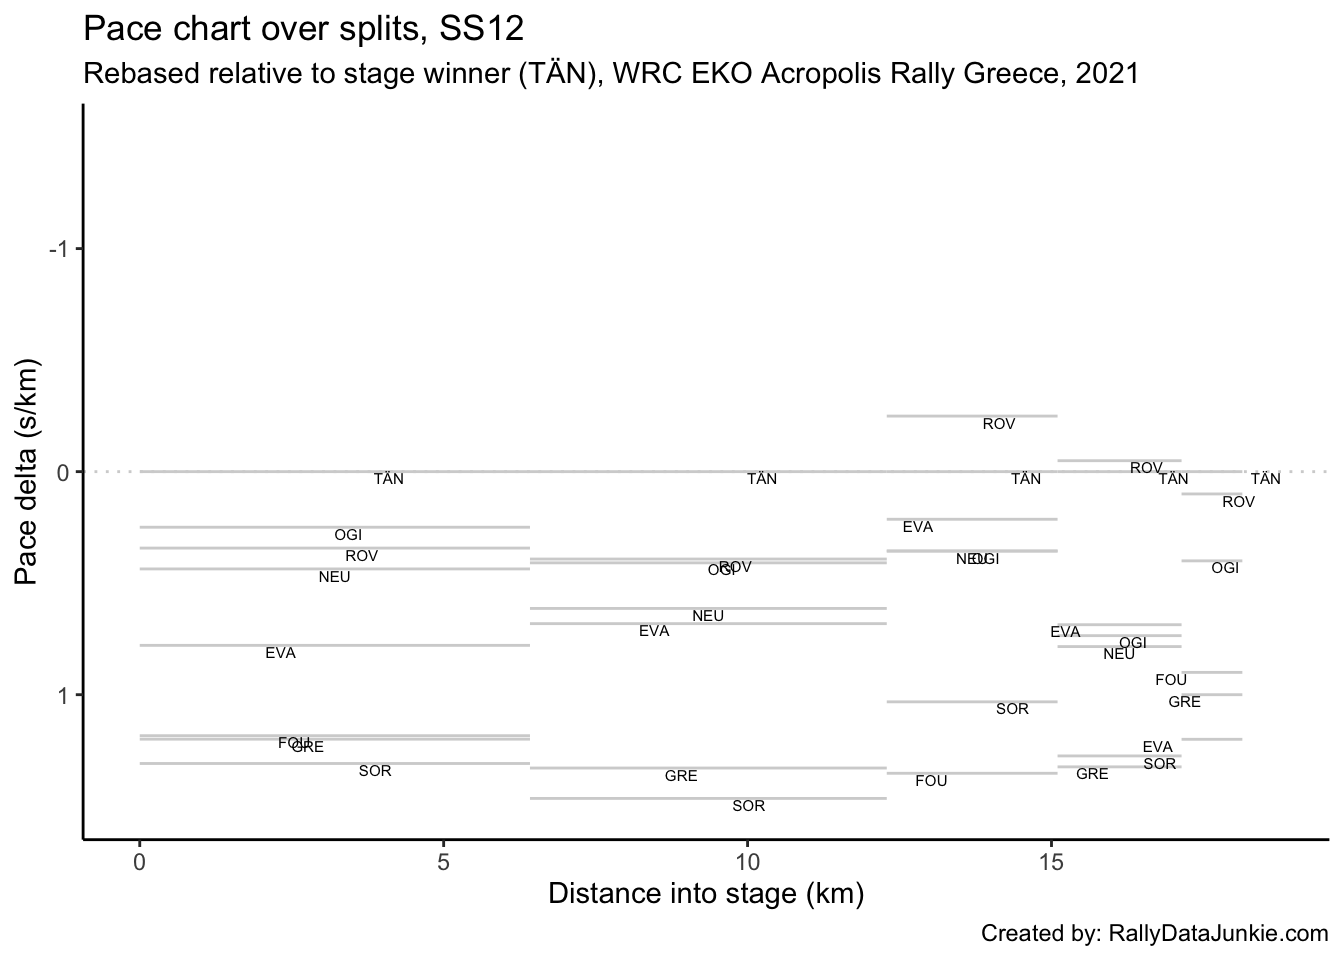 Pace chart over splits, SS12
Rebased relative to stage winner (TÄN), WRC EKO Acropolis Rally Greece, 2021
Pace delta (s/km)
-1
0
1
ROV
ROV
TÄN TÄN TÄN TÄN TÄN
ROV
EVA
OGI
ROV
NEU OGI
ROV
OGI
OGI
NEU
NEU
EVA
EVA
OGI
EVA
NEU
FOU
GRE
SOR
FOU
GRE
EVA
SOR
SOR
GRE
GRE
FOU
SOR
0 5 10 15
Distance into stage (km)
Created by: RallyDataJunkie.com